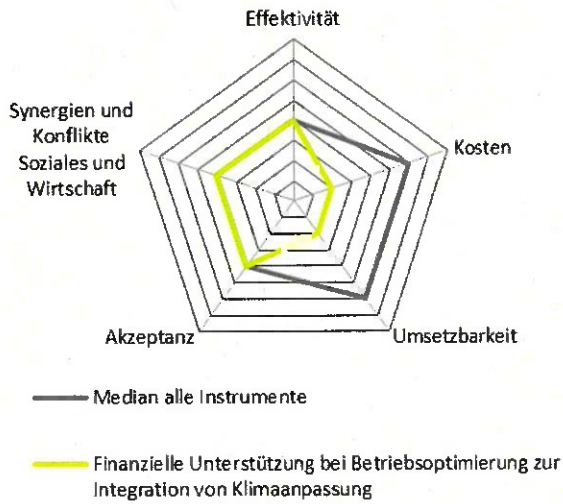 Effektivität
Synergien und
Konflikte
Soziales und
Wirtschaft
Kosten
Akzeptanz
Umsetzbarkeit
Median alle Instrumente
Finanzielle Unterstützung bei Betriebsoptimierung zur
Integration von Klimaanpassung